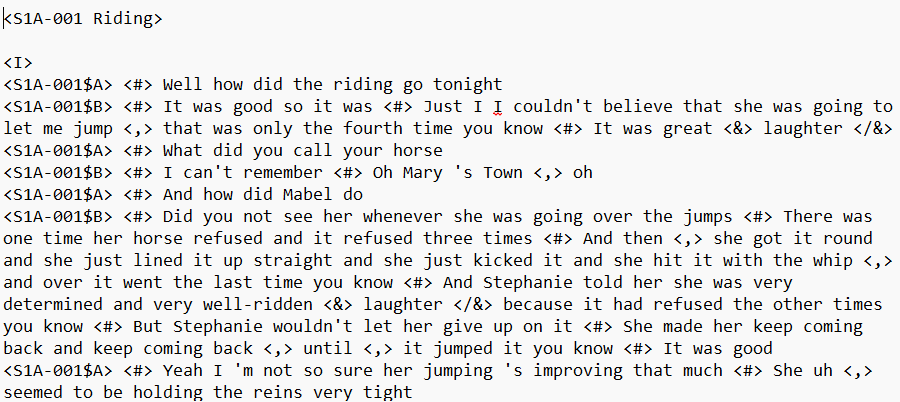 <S1A-001 Riding>
<I>
<S1A-001$A> <#> Well how did the riding go tonight
<S1A-001$B> <#> It was good so it was <#> Just I I couldn't believe that she was going to
let me jump <,> that was only the fourth time you know <#> It was great <&> laughter </&>
<S1A-001$A> <#> What did you call your horse
<S1A-001$B> <#> I can't remember <#> Oh Mary 's Town <,> oh
<S1A-001$A> <#> And how did Mabel do
<S1A-001$B> <#> Did you not see her whenever she was going over the jumps <#> There was
one time her horse refused and it refused three times <#> And then <,> she got it round
and she just lined it up straight and she just kicked it and she hit it with the whip <,>
and over it went the last time you know <#> And Stephanie told her she was very
determined and very well-ridden <&> laughter </&> because it had refused the other times
you know <#> But Stephanie wouldn't let her give up on it <#> She made her keep coming
back and keep coming back <,> until <,> it jumped it you know <#> It was good
<S1A-001$A> <#> Yeah I 'm not so sure her jumping 's improving that much <#> She uh <,>
seemed to be holding the reins very tight